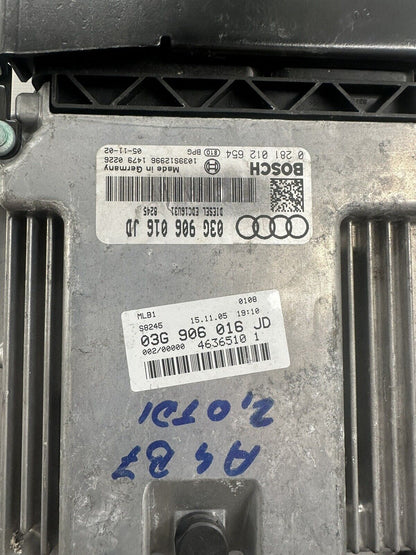 0 281 012 654
BOSCH
03G 906 016 JD
DIESEL EDC16U31 8245
Made in Germany
1039S12996 1479 0226
BPG
05-11-02
MLB1 0108
S8245 15.11.05 19:10
03G 906 016 JD
002/00000 4636510 1
A4 B7
2,0TDI